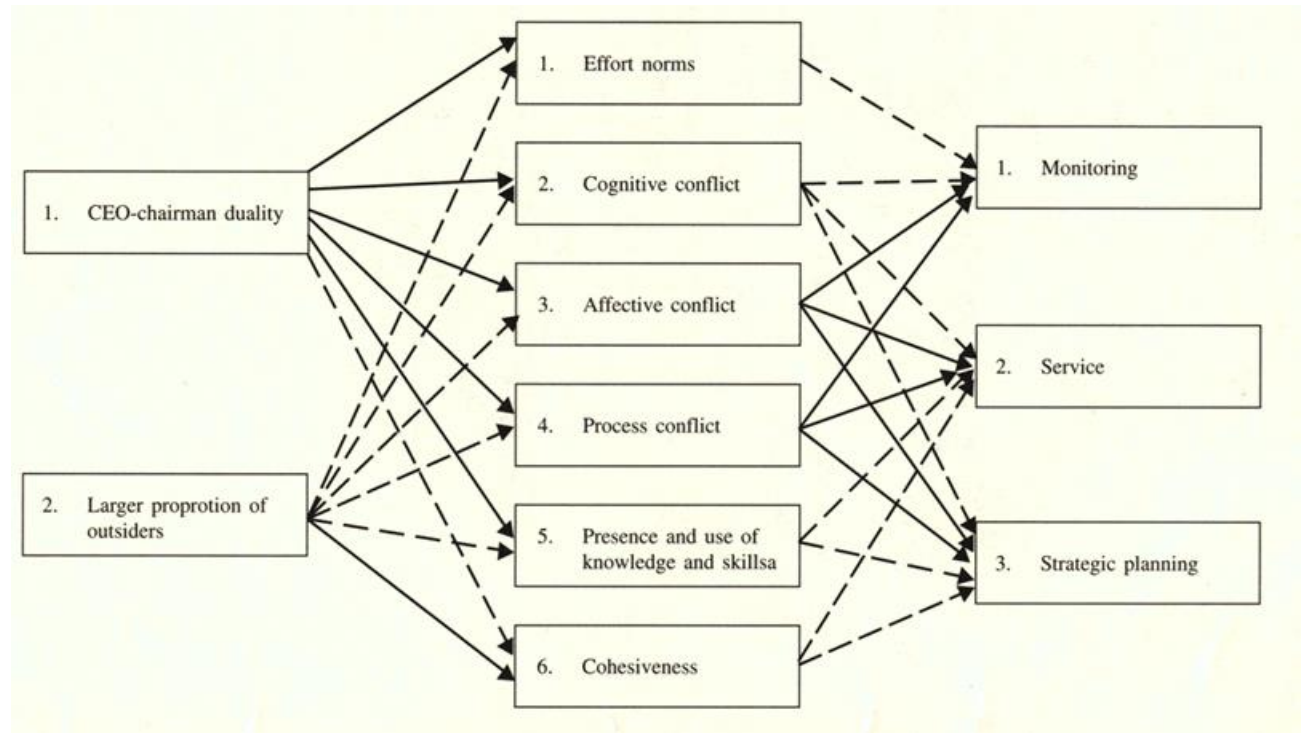 1. Effort norms
2. Cognitive conflict
3. Affective conflict
4. Process conflict
5. Presence and use of
knowledge and skillsa
6. Cohesiveness
1. CEO-chairman duality
2. Larger proprotion of
outsiders
1. Monitoring
2. Service
3. Strategic planning